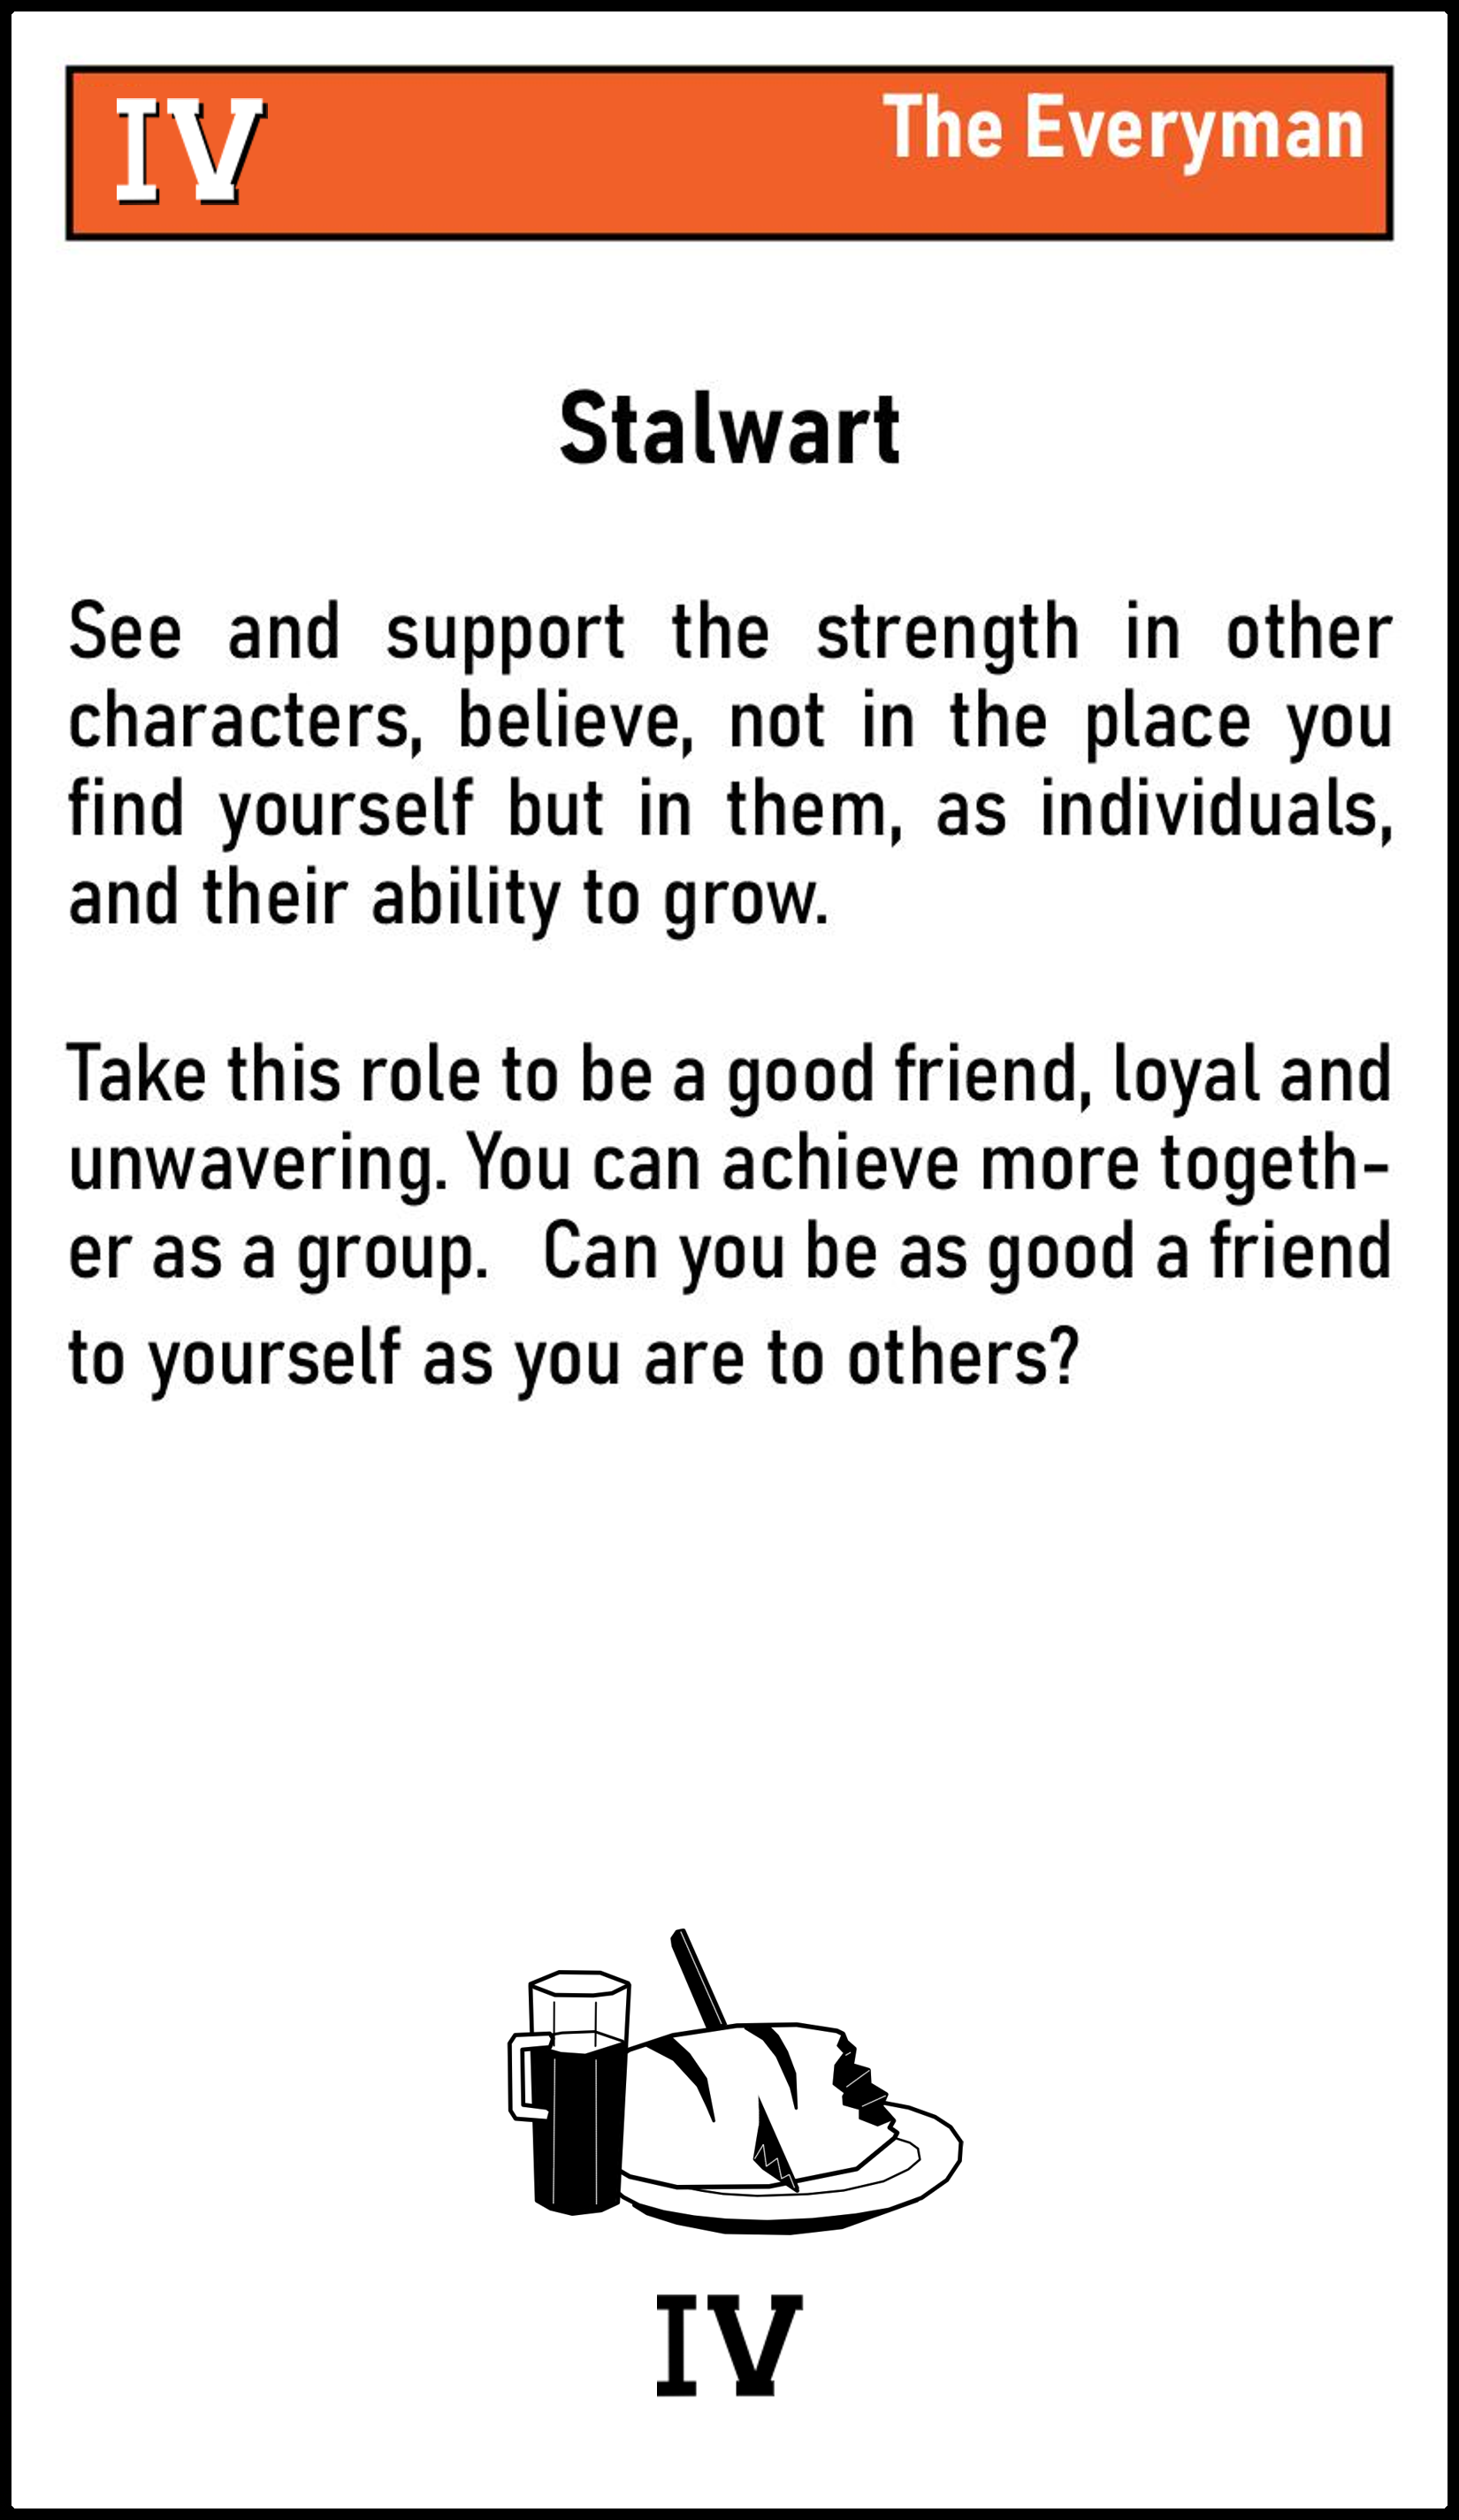 IV
The Everyman
Stalwart
See and support the strength in other
characters, believe, not in the place you
find yourself but in them, as individuals,
and their ability to grow.
Take this role to be a good friend, loyal and
unwavering. You can achieve more togeth-
er as a group. Can you be as good a friend
to yourself as you are to others?
IV